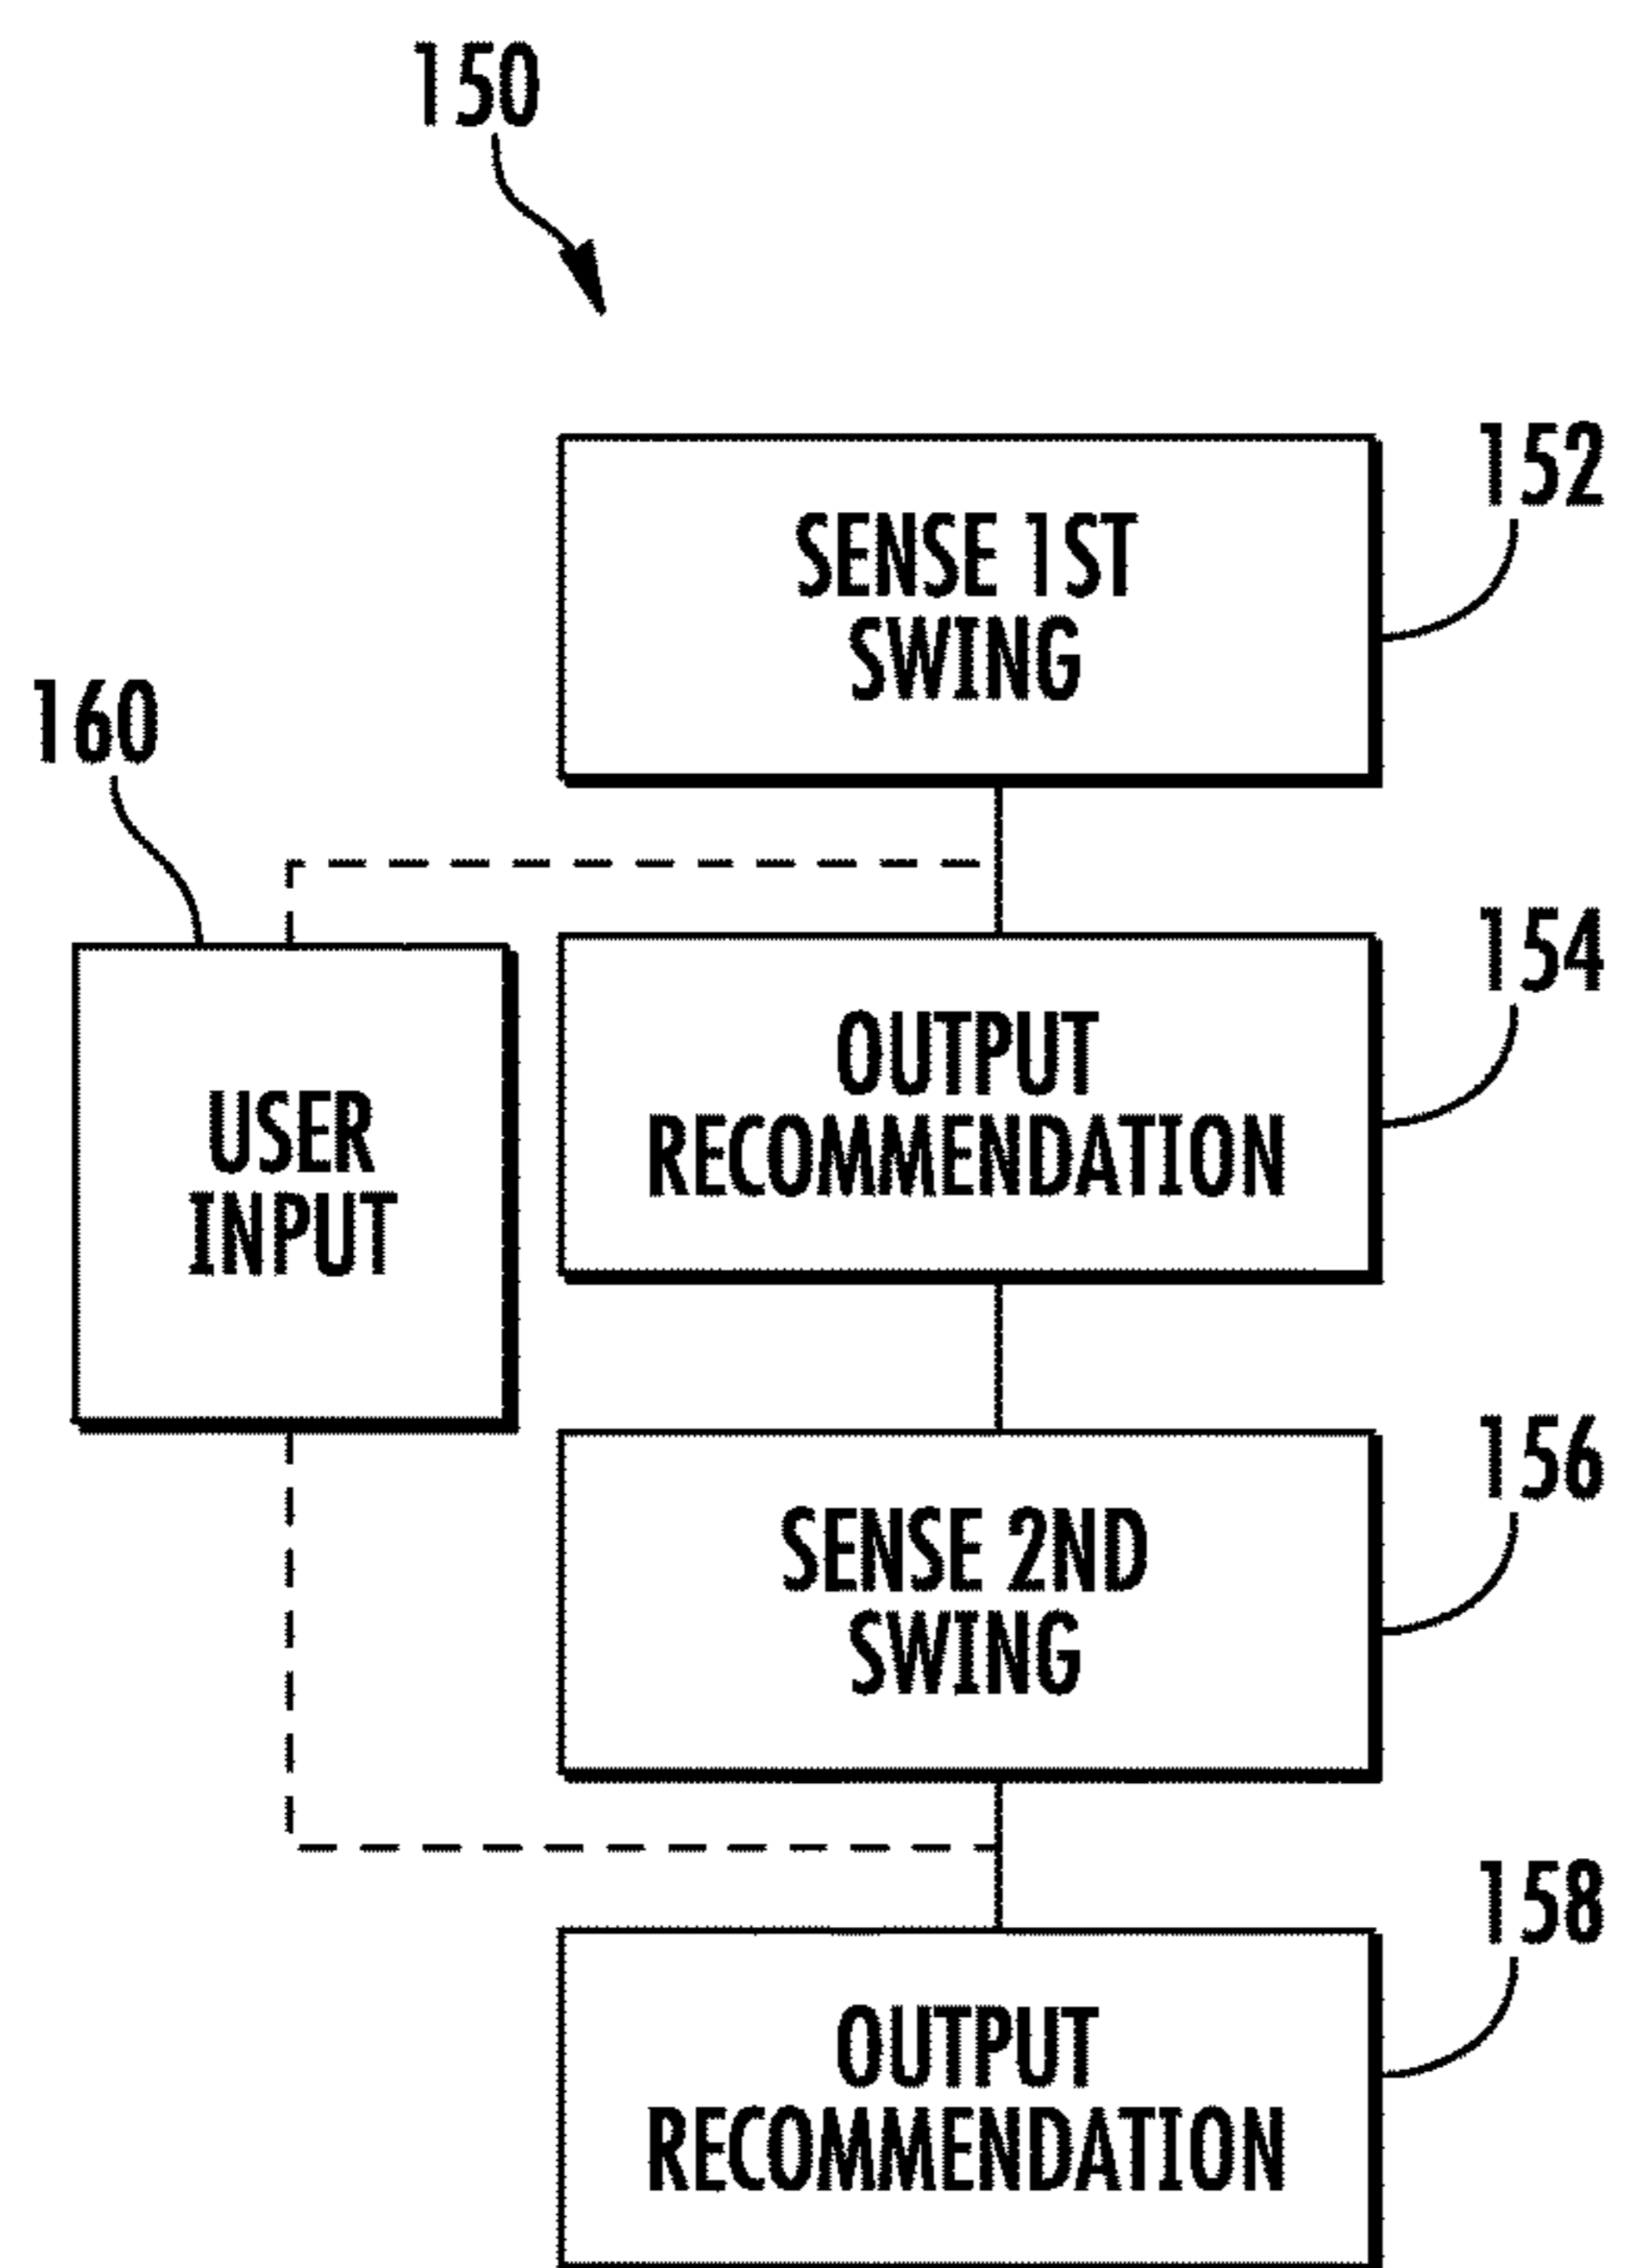 150
152
SENSE 1ST
SWING
160
154
OUTPUT
RECOMMENDATION
USER
INPUT
156
SENSE 2ND
SWING
158
OUTPUT
RECOMMENDATION